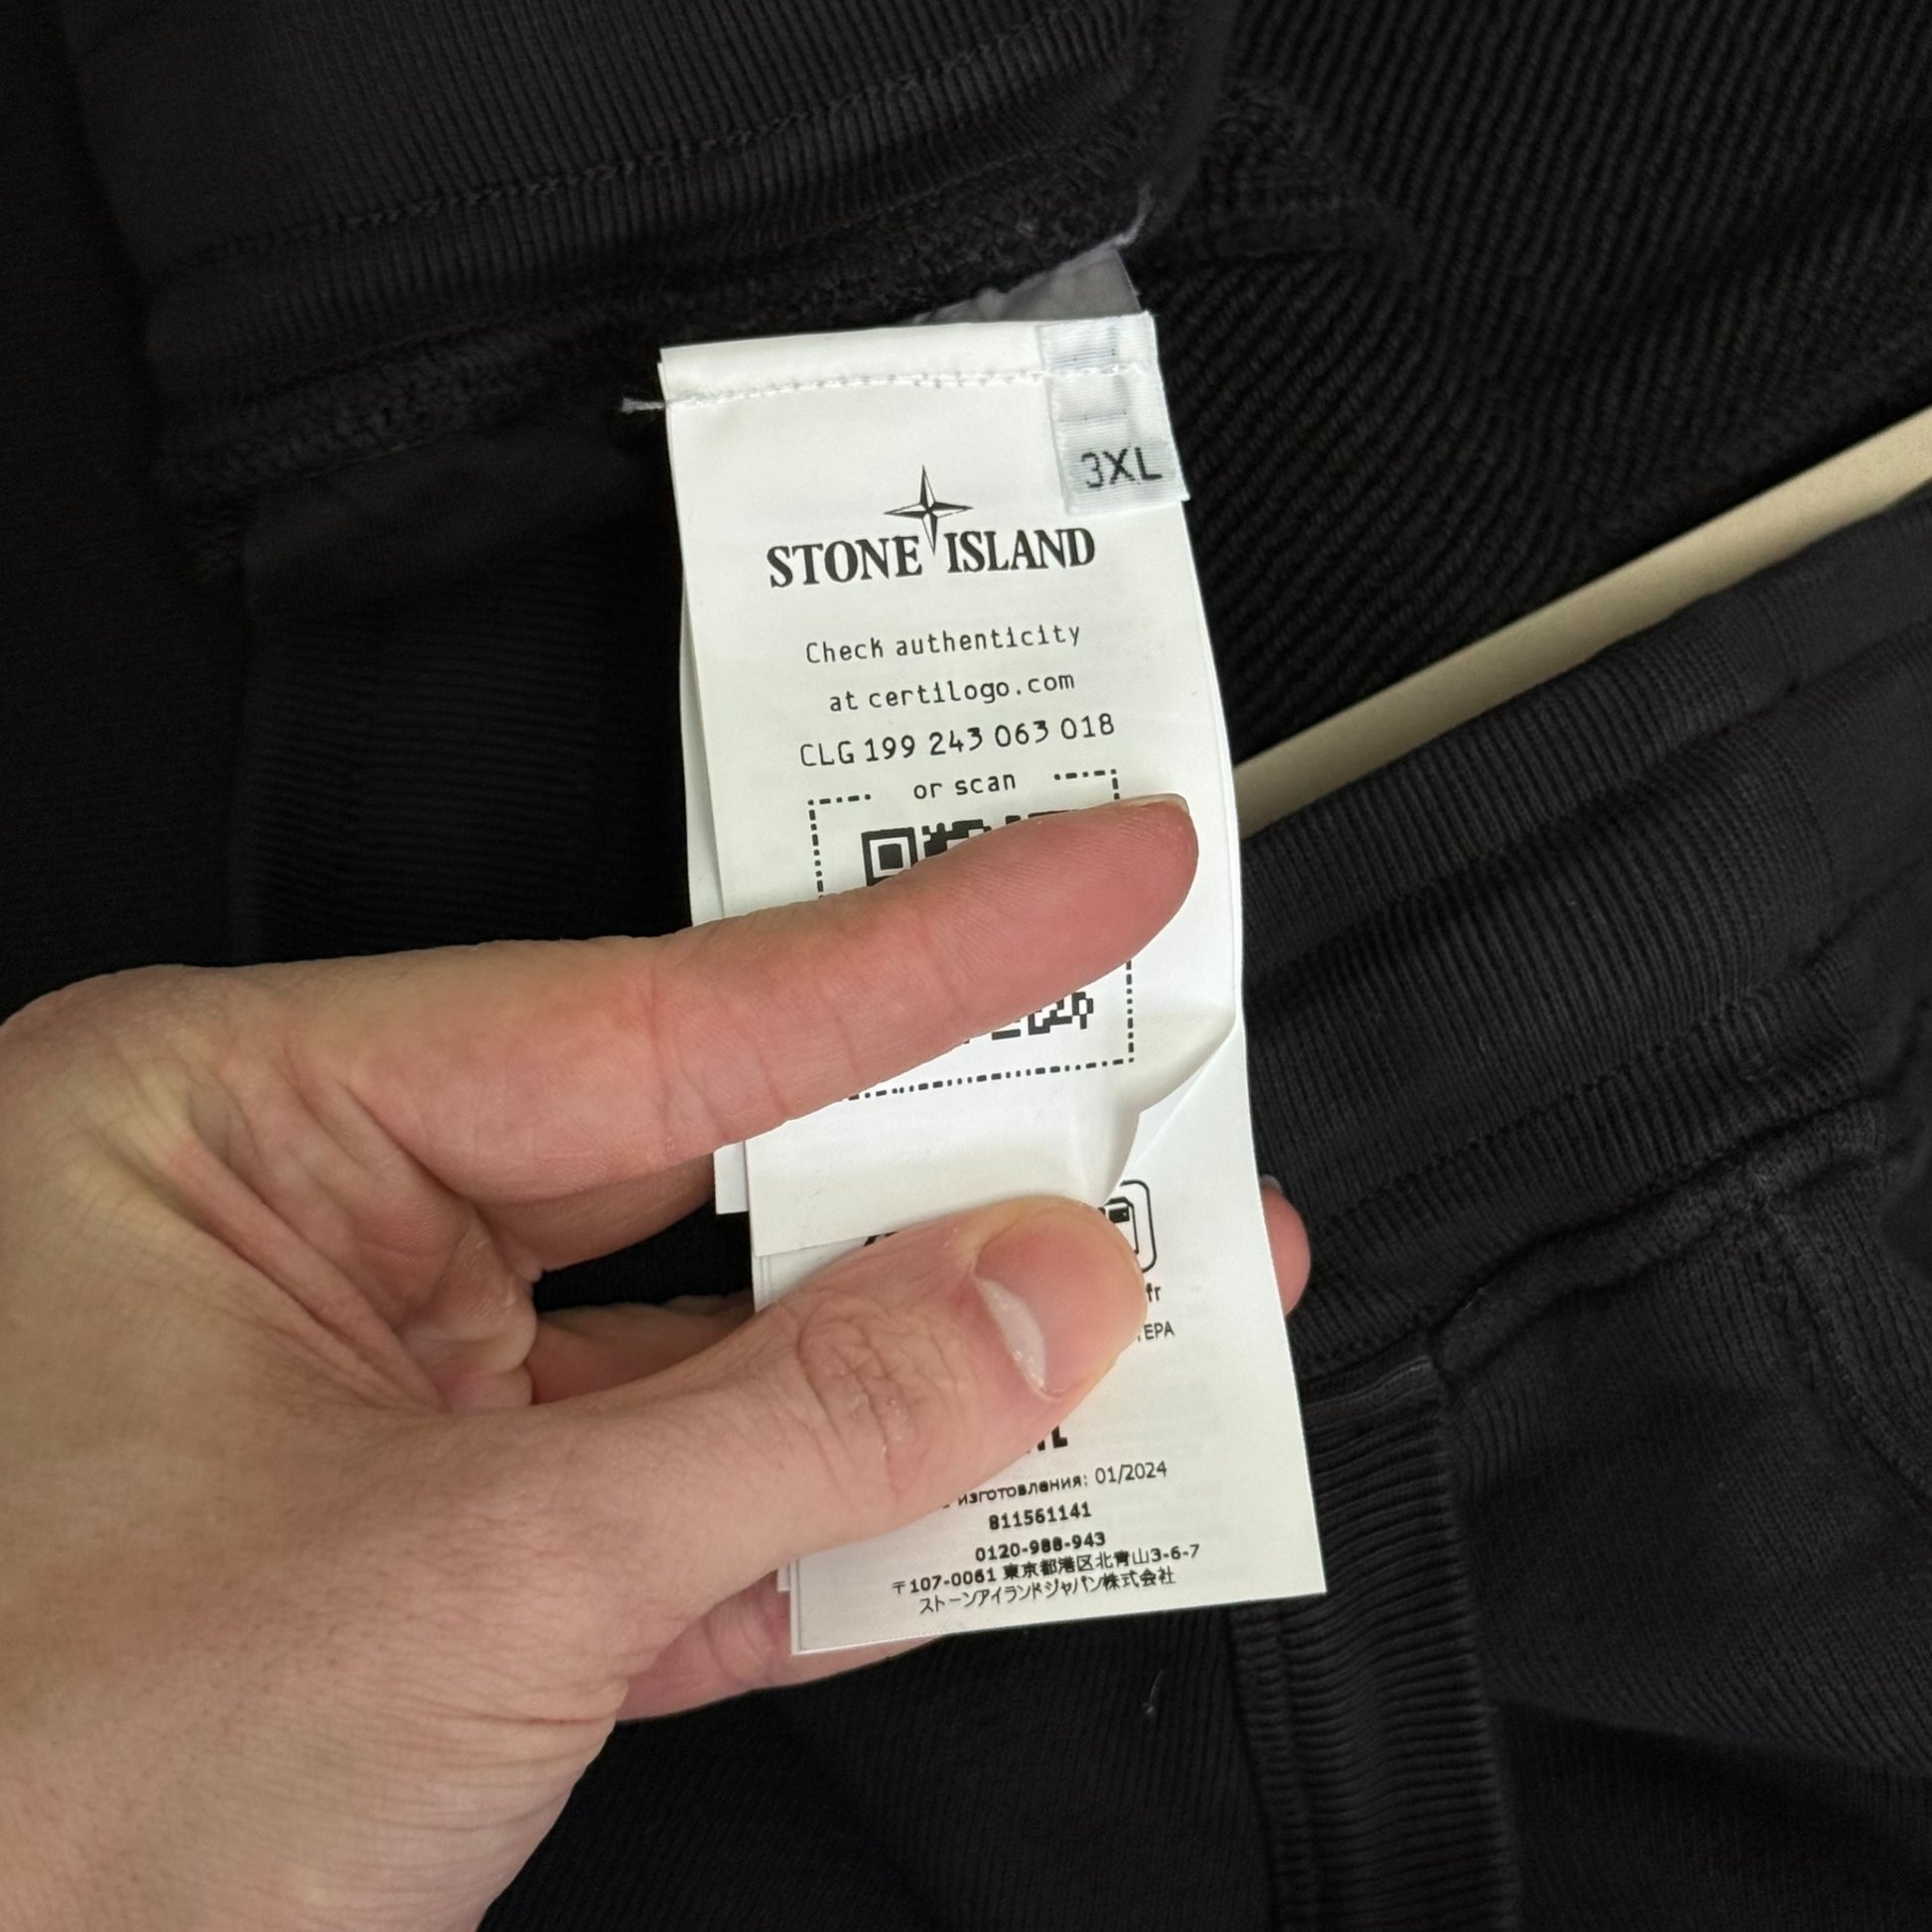 3XL
STONE ISLAND
Check authenticity
at certilogo.com
CLG 199 243 063 018
or scan
fr
изготовления: 01/2024
811561141
0120-988-943
〒107-0061 東京都港区北青山3-6-7
ストーンアイランドジャパン株式会社